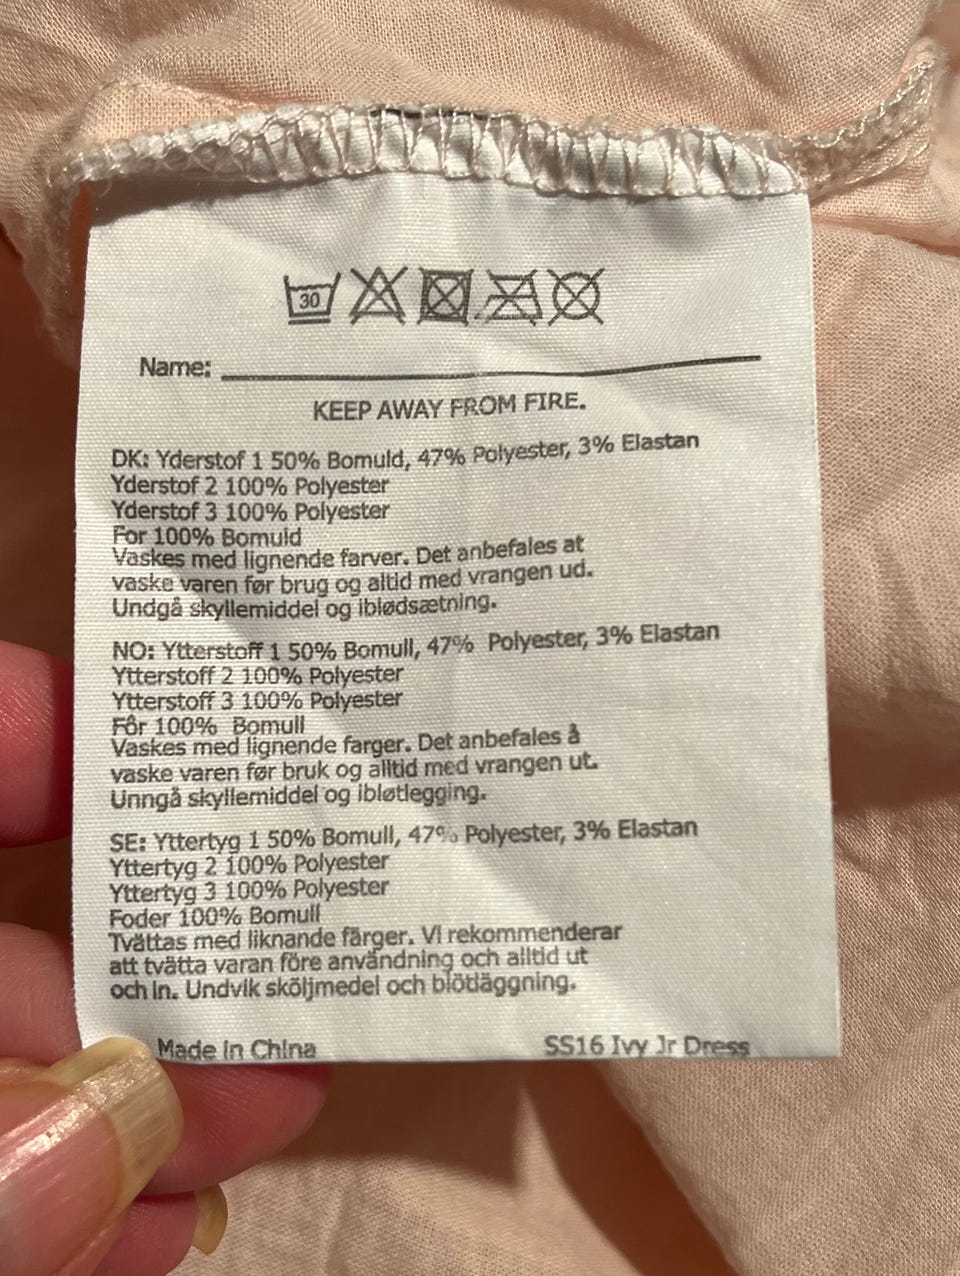 30
Name:
KEEP AWAY FROM FIRE.
DK: Yderstof 1 50% Bomuld, 47% Polyester, 3% Elastan
Yderstof 2 100% Polyester
Yderstof 3 100% Polyester
For 100% Bomuld
Vaskes med lignende farver. Det anbefales at
vaske varen før brug og altid med vrangen ud.
Undgå skyllemiddel og iblødsætning.
NO: Ytterstoff 1 50% Bomull, 47% Polyester, 3% Elastan
Ytterstoff 2 100% Polyester
Ytterstoff 3 100% Polyester
Fôr 100% Bomull
Vaskes med lignende farger. Det anbefales å
vaske varen før bruk og alltid med vrangen ut.
Unngå skyllemiddel og ibløtlegging.
SE: Yttertyg 1 50% Bomull, 47% Polyester, 3% Elastan
Yttertyg 2 100% Polyester
Yttertyg 3 100% Polyester
Foder 100% Bomull
Tvättas med liknande färger. Vi rekommenderar
att tvätta varan före användning och alltid ut
och in. Undvik sköljmedel och blötläggning.
Made in China SS16 Ivy Jr Dress